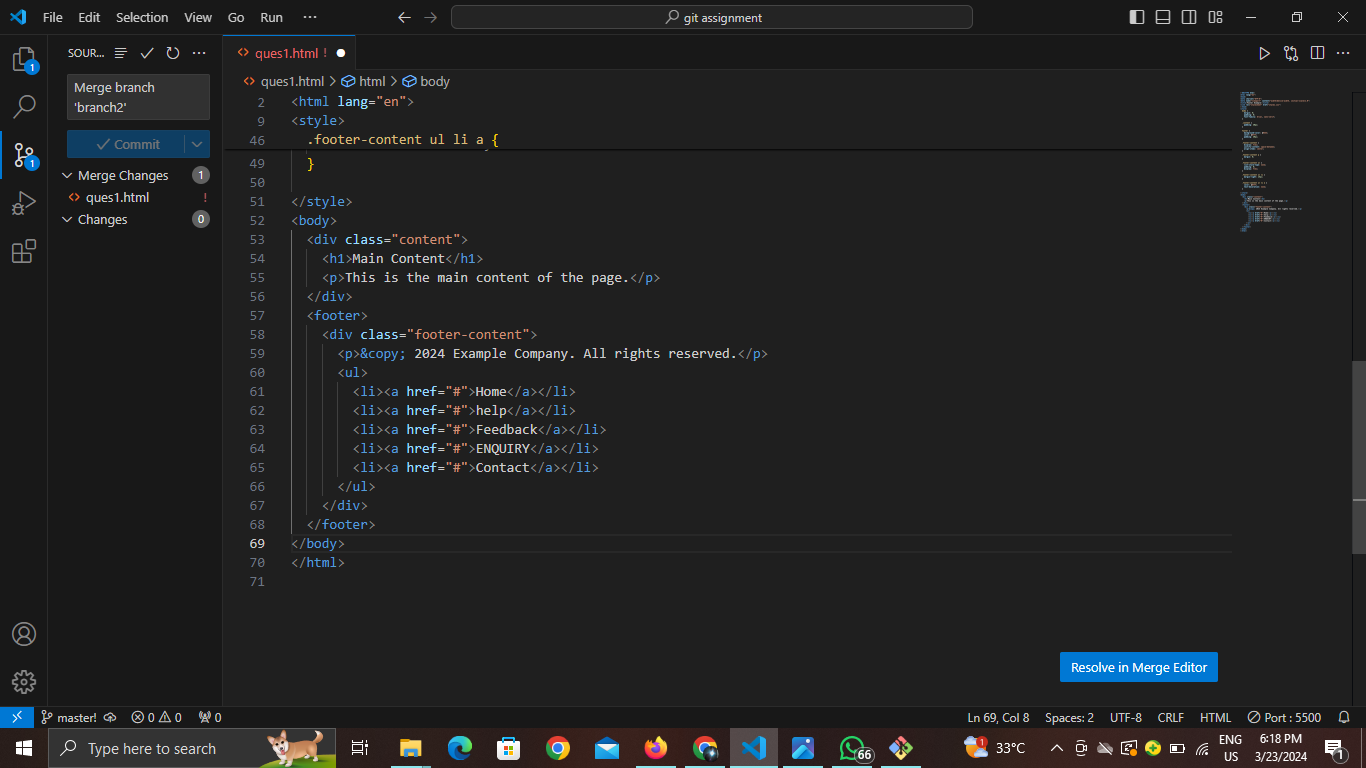 File Edit Selection View Go Run ··· git assignment
SOUR... ···
ques1.html !
1
Merge branch
'branch2'
Commit
Merge Changes 1
ques1.html !
Changes 0
1
ques1.html > html > body
2 <html lang="en">
9 <style>
46 .footer-content ul li a {
49 }
50
51 </style>
52 <body>
53 <div class="content">
54 <h1>Main Content</h1>
55 <p>This is the main content of the page.</p>
56 </div>
57 <footer>
58 <div class="footer-content">
59 <p>&copy; 2024 Example Company. All rights reserved.</p>
60 <ul>
61 <li><a href="#">Home</a></li>
62 <li><a href="#">help</a></li>
63 <li><a href="#">Feedback</a></li>
64 <li><a href="#">ENQUIRY</a></li>
65 <li><a href="#">Contact</a></li>
66 </ul>
67 </div>
68 </footer>
69 </body>
70 </html>
71
Resolve in Merge Editor
master! 0 0 0 Ln 69, Col 8 Spaces: 2 UTF-8 CRLF HTML Port : 5500
Type here to search 66 1 33°C ENG US 6:18 PM 3/23/2024 1